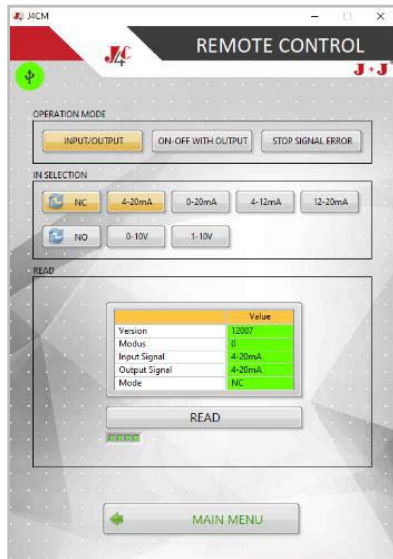 J4CM
J4C
REMOTE CONTROL
J+J
OPERATION MODE
INPUT/OUTPUT ON-OFF WITH OUTPUT STOP SIGNAL ERROR
IN SELECTION
NC 4-20mA 0-20mA 4-12mA 12-20mA
NO 0-10V 1-10V
READ
Value
Version 12007
Modus 0
Input Signal 4-20mA
Output Signal 4-20mA
Mode NC
READ
MAIN MENU